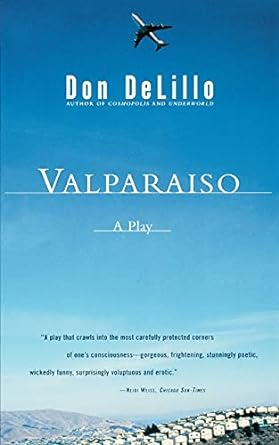 Don DeLillo
AUTHOR OF COSMOPOLIS AND UNDERWORLD
VALPARAISO
A Play
"A play that crawls into the most carefully protected corners
of one's consciousness—gorgeous, frightening, stunningly poetic,
wickedly funny, surprisingly voluptuous and erotic."
—HEIDI WEISS, CHICAGO SUN-TIMES